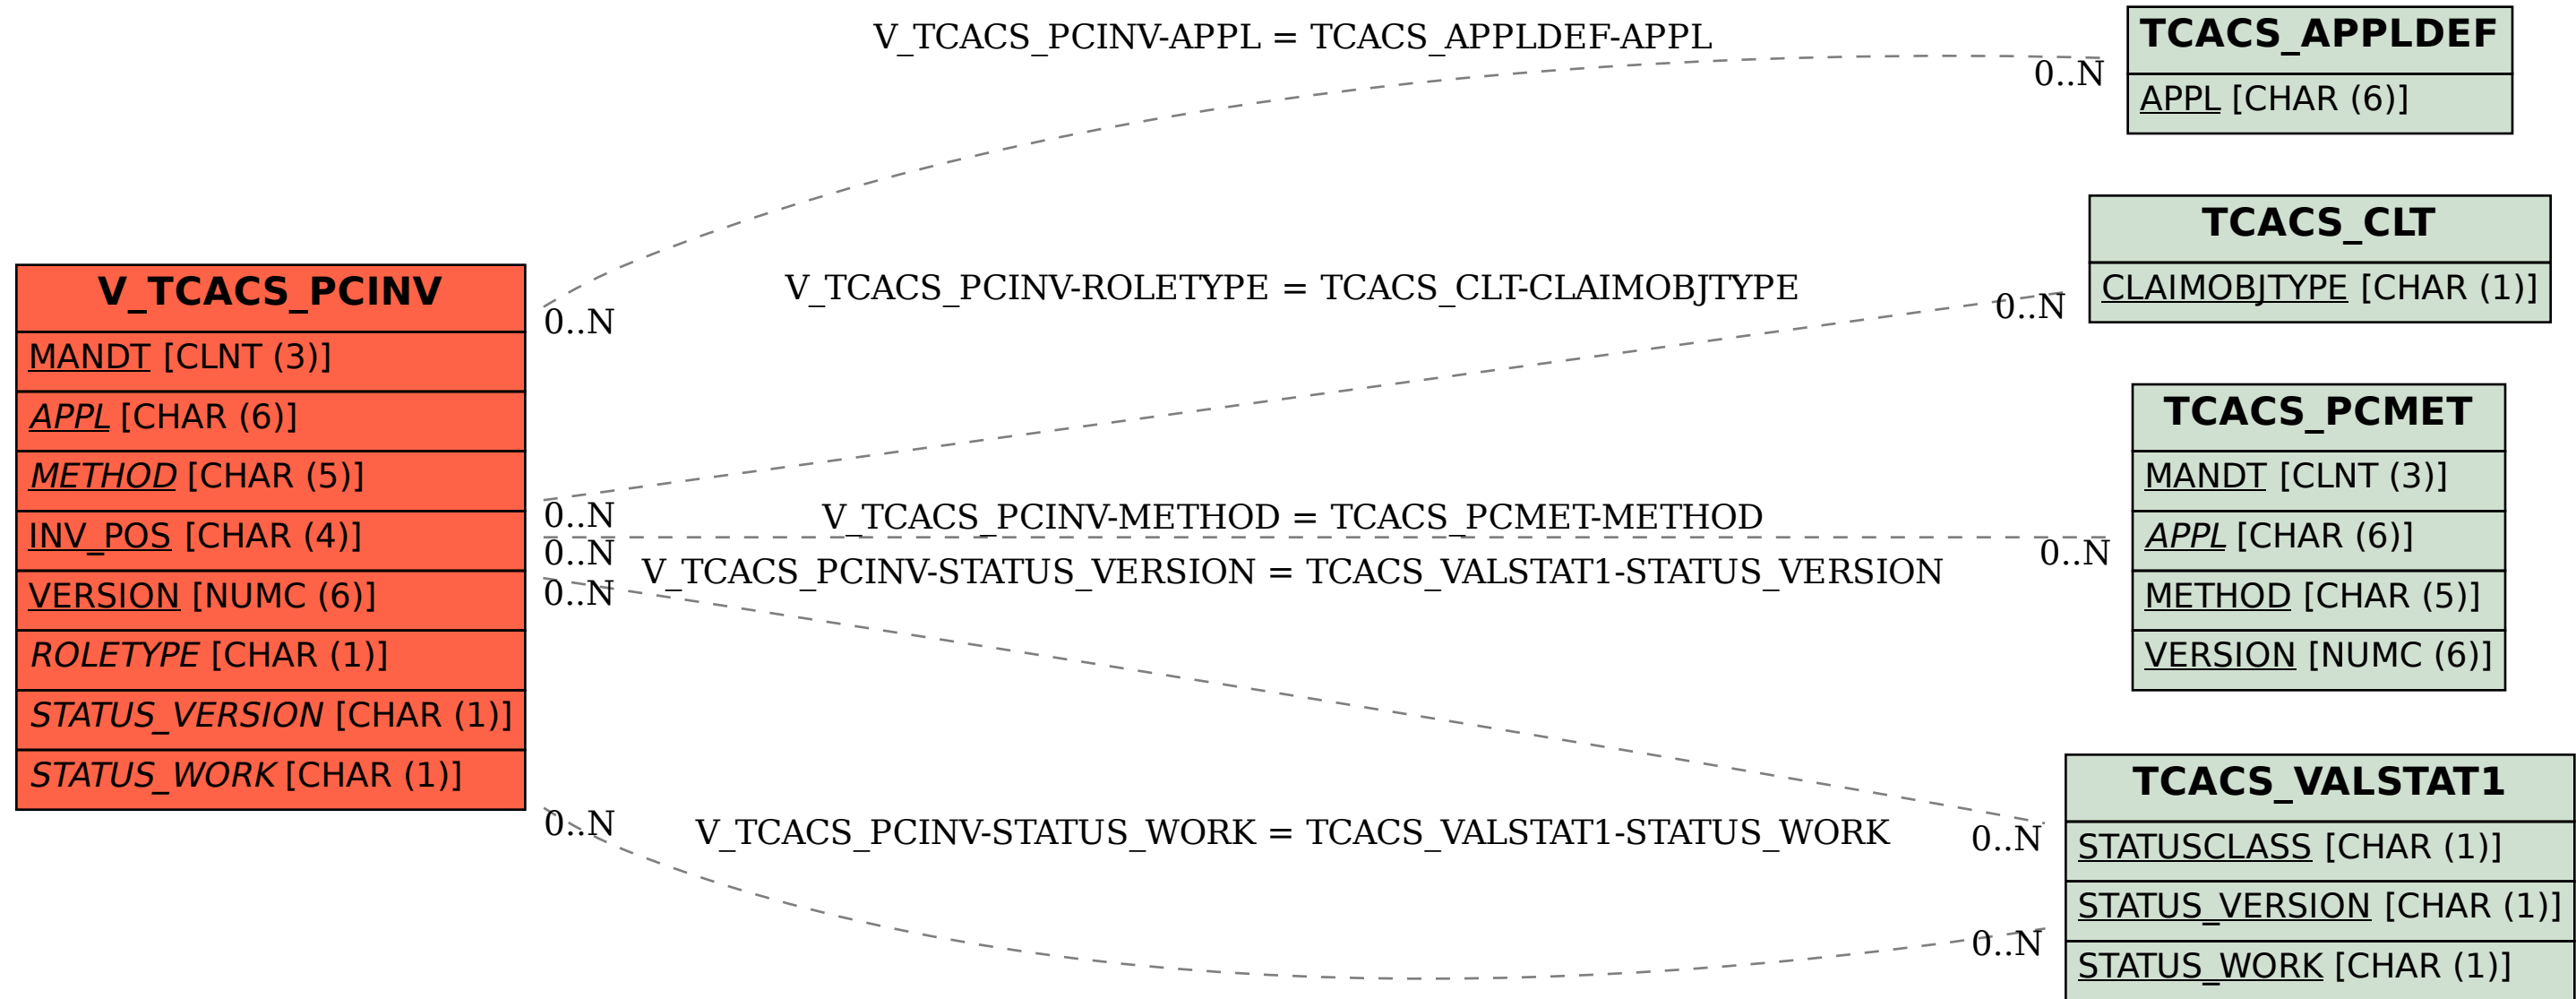 V_TCACS_PCINV
MANDT [CLNT (3)]
APPL [CHAR (6)]
METHOD [CHAR (5)]
INV_POS [CHAR (4)]
VERSION [NUMC (6)]
ROLETYPE [CHAR (1)]
STATUS_VERSION [CHAR (1)]
STATUS_WORK [CHAR (1)]
V_TCACS_PCINV-APPL = TCACS_APPLDEF-APPL
0..N
0..N
V_TCACS_PCINV-ROLETYPE = TCACS_CLT-CLAIMOBJTYPE
0..N
0..N
V_TCACS_PCINV-METHOD = TCACS_PCMET-METHOD
0..N
0..N
V_TCACS_PCINV-STATUS_VERSION = TCACS_VALSTAT1-STATUS_VERSION
0..N
0..N
V_TCACS_PCINV-STATUS_WORK = TCACS_VALSTAT1-STATUS_WORK
0..N
0..N
TCACS_APPLDEF
APPL [CHAR (6)]
TCACS_CLT
CLAIMOBJTYPE [CHAR (1)]
TCACS_PCMET
MANDT [CLNT (3)]
APPL [CHAR (6)]
METHOD [CHAR (5)]
VERSION [NUMC (6)]
TCACS_VALSTAT1
STATUSCLASS [CHAR (1)]
STATUS_VERSION [CHAR (1)]
STATUS_WORK [CHAR (1)]